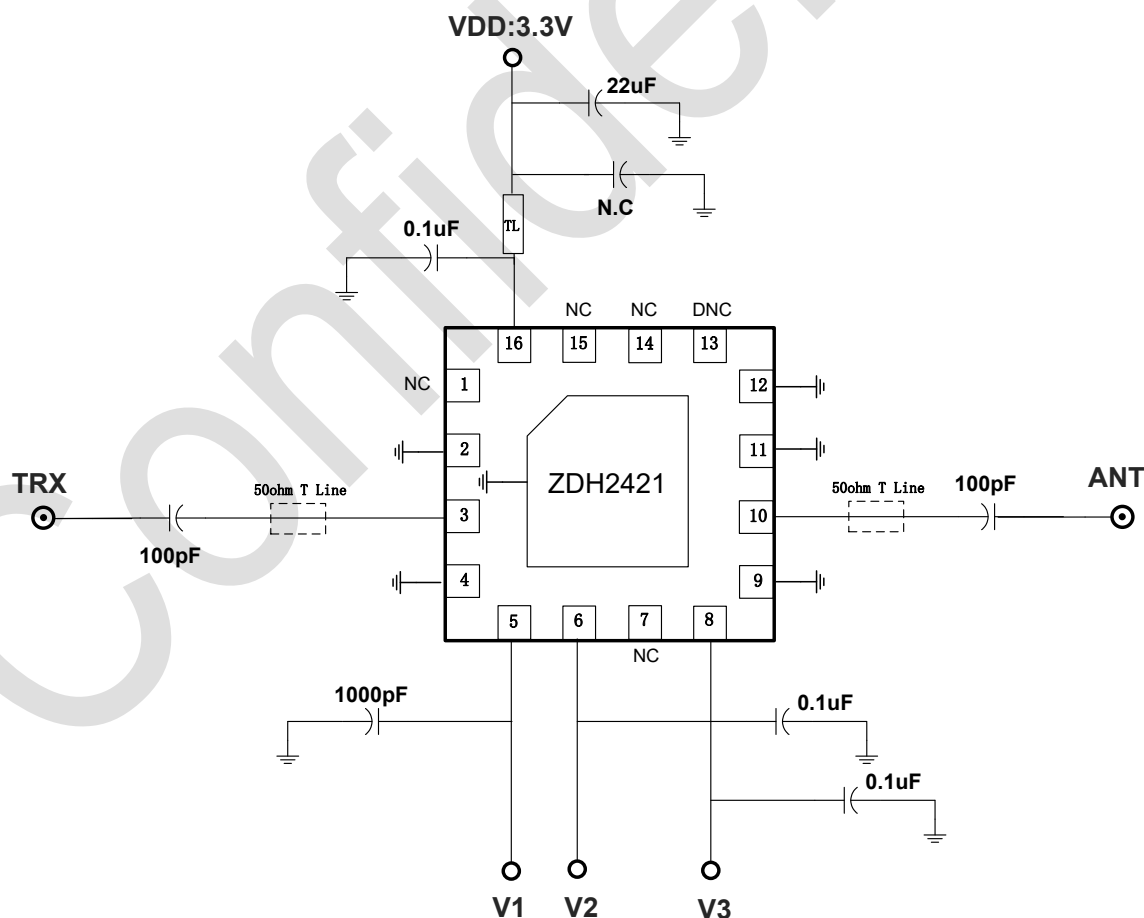 VDD:3.3V
22uF
N.C
TL
0.1uF
NC
NC
DNC
16
15
14
13
NC
1
12
2
11
TRX
50ohm T Line
ZDH2421
50ohm T Line
100pF
ANT
3
10
100pF
4
9
5
6
7
8
NC
1000pF
0.1uF
0.1uF
V1
V2
V3
Confide